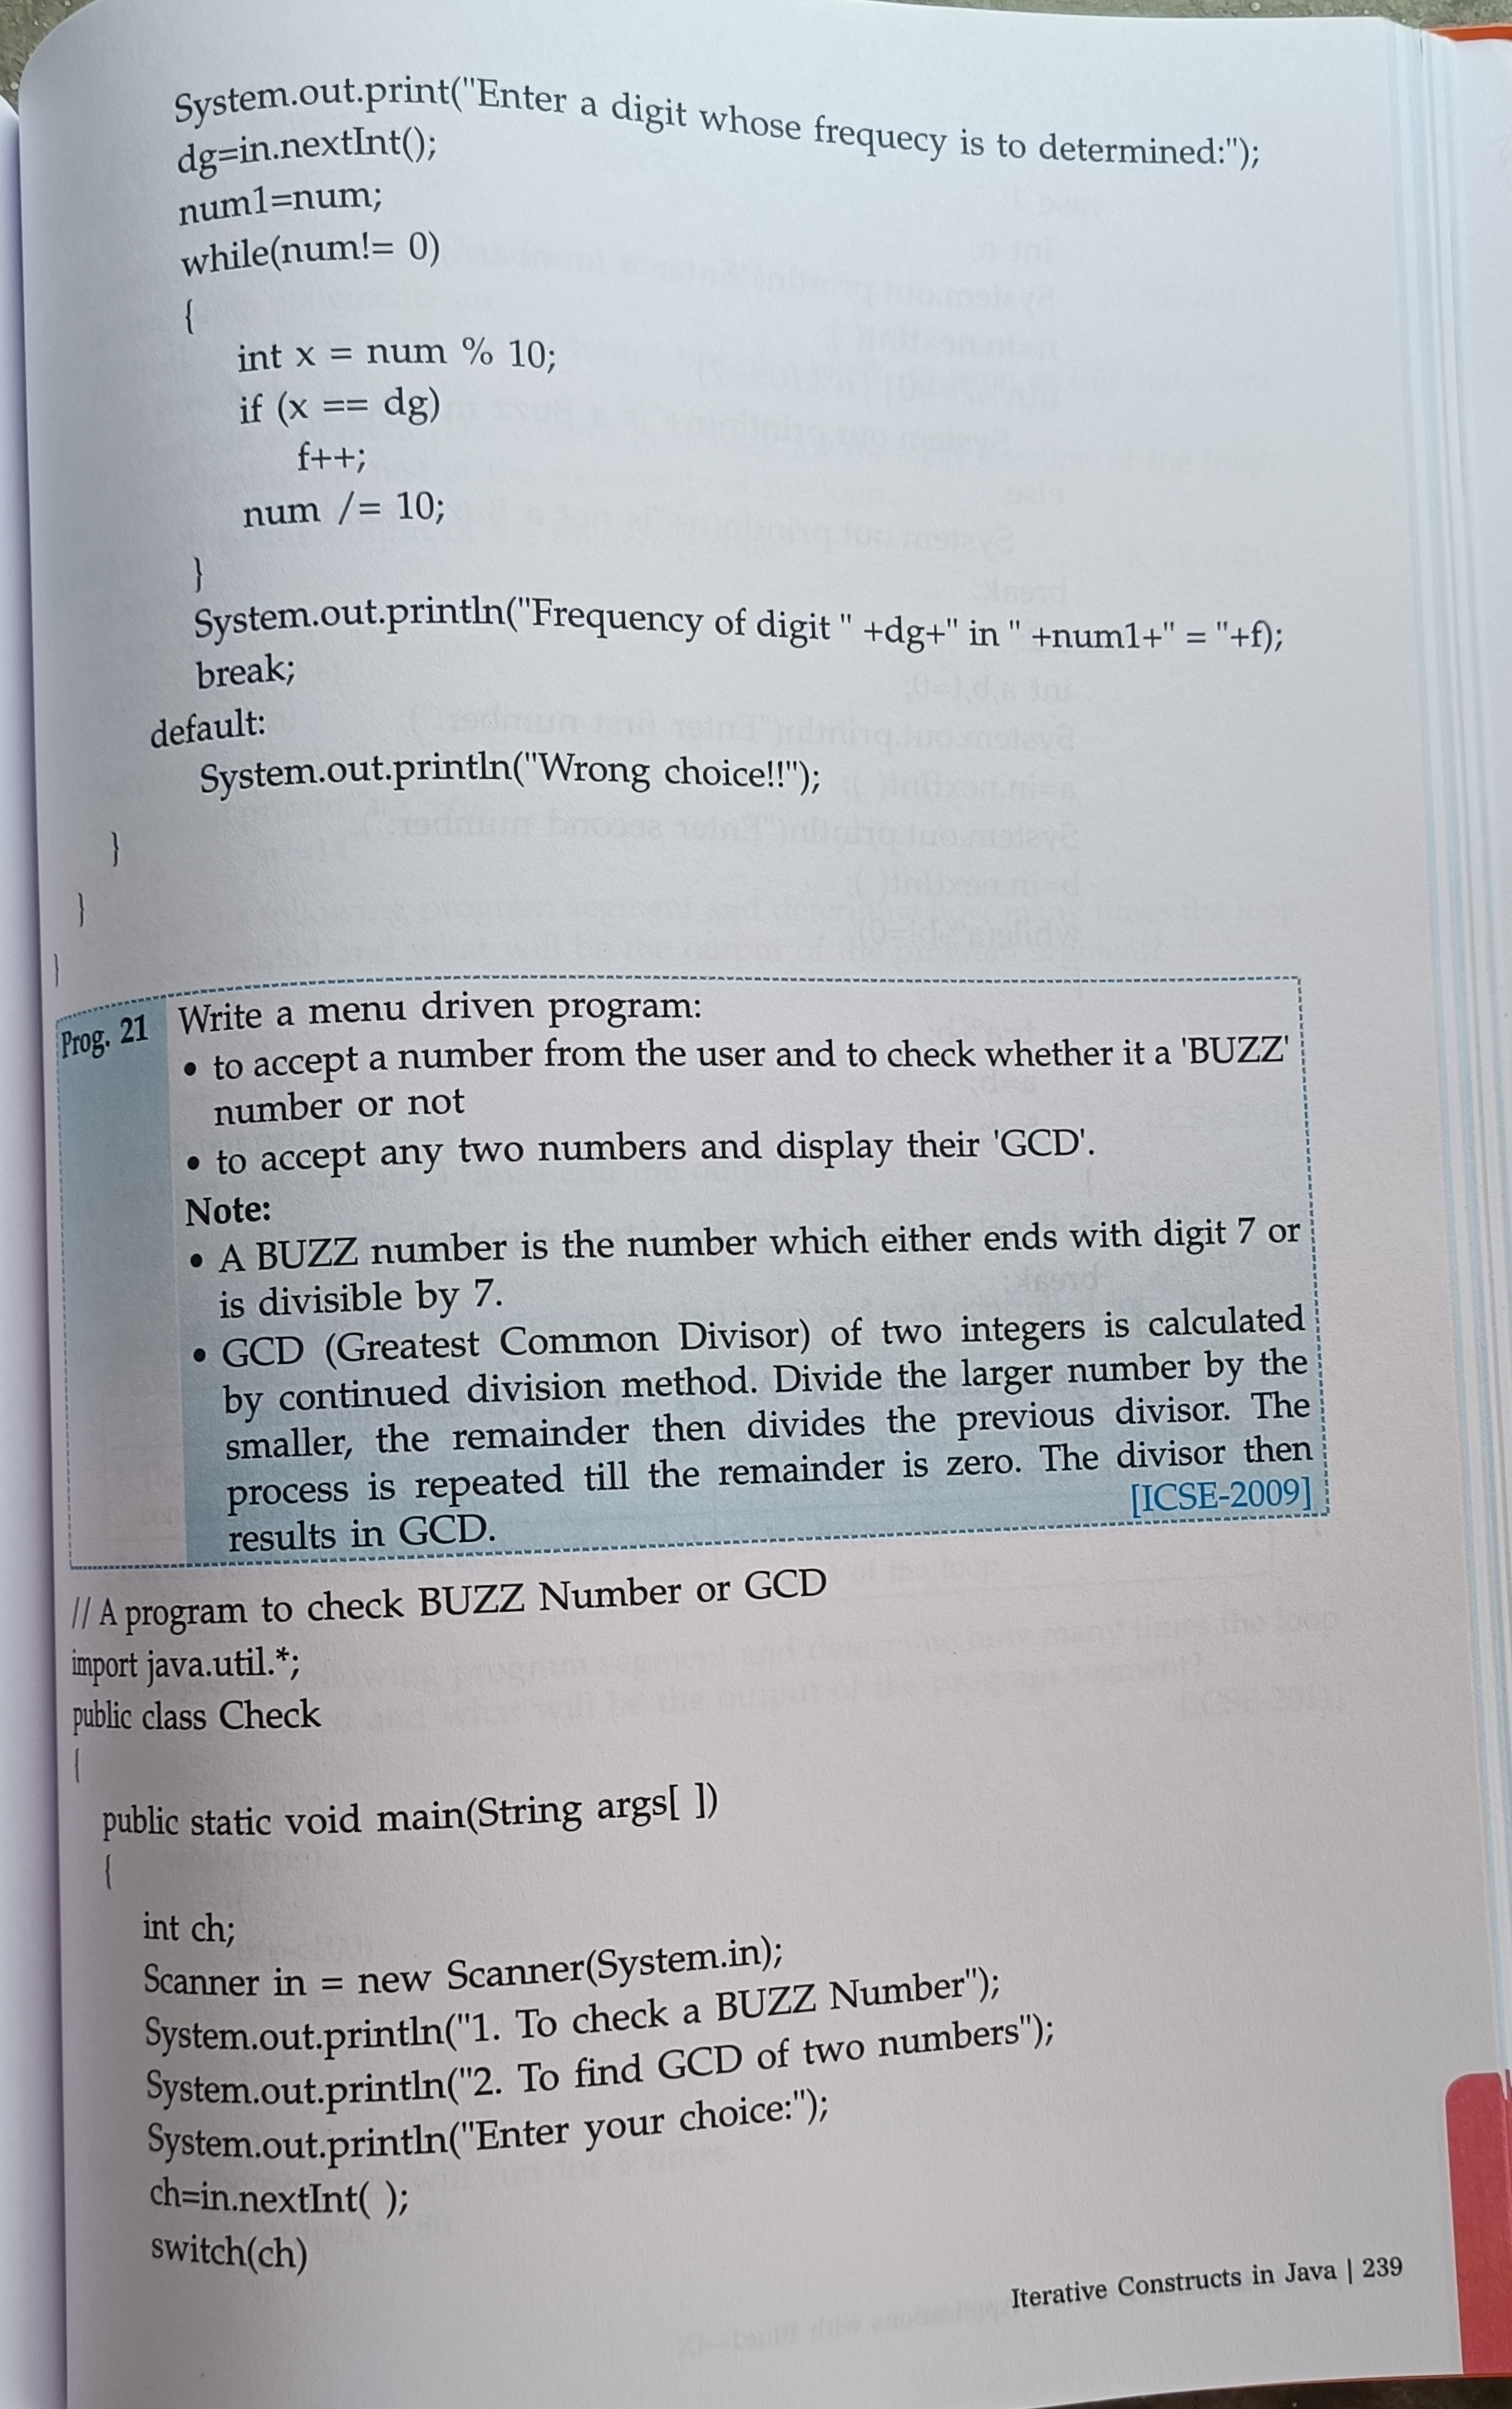 System.out.print("Enter a digit whose frequecy is to determined:");
dg=in.nextInt();
num1=num;
while(num!= 0)
{
int x = num % 10;
if (x == dg)
f++;
num /= 10;
}
System.out.println("Frequency of digit " +dg+" in " +num1+" = "+f);
break;
default:
System.out.println("Wrong choice!!");
}
}
}
Prog. 21 Write a menu driven program:
• to accept a number from the user and to check whether it a 'BUZZ'
number or not
• to accept any two numbers and display their 'GCD'.
Note:
• A BUZZ number is the number which either ends with digit 7 or
is divisible by 7.
• GCD (Greatest Common Divisor) of two integers is calculated
by continued division method. Divide the larger number by the
smaller, the remainder then divides the previous divisor. The
process is repeated till the remainder is zero. The divisor then
results in GCD. [ICSE-2009]
// A program to check BUZZ Number or GCD
import java.util.*;
public class Check
{
public static void main(String args[ ])
{
int ch;
Scanner in = new Scanner(System.in);
System.out.println("1. To check a BUZZ Number");
System.out.println("2. To find GCD of two numbers");
System.out.println("Enter your choice:");
ch=in.nextInt( );
switch(ch)
Iterative Constructs in Java | 239